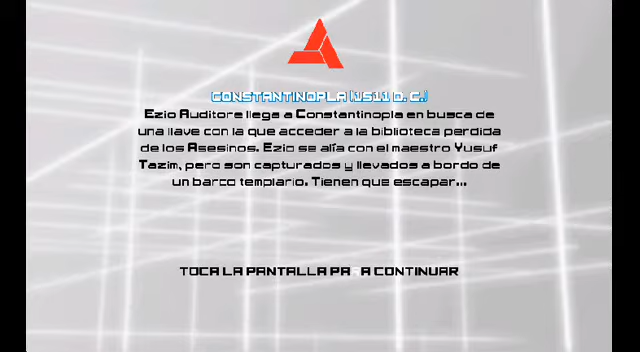 CONSTANTINOPLA (1511 D. C.)
Ezio Auditore llega a Constantinopla en busca de
una llave con la que acceder a la biblioteca perdida
de los Asesinos. Ezio se alía con el maestro Yusuf
Tazim, pero son capturados y llevados a bordo de
un barco templario. Tienen que escapar...
TOCA LA PANTALLA PARA CONTINUAR